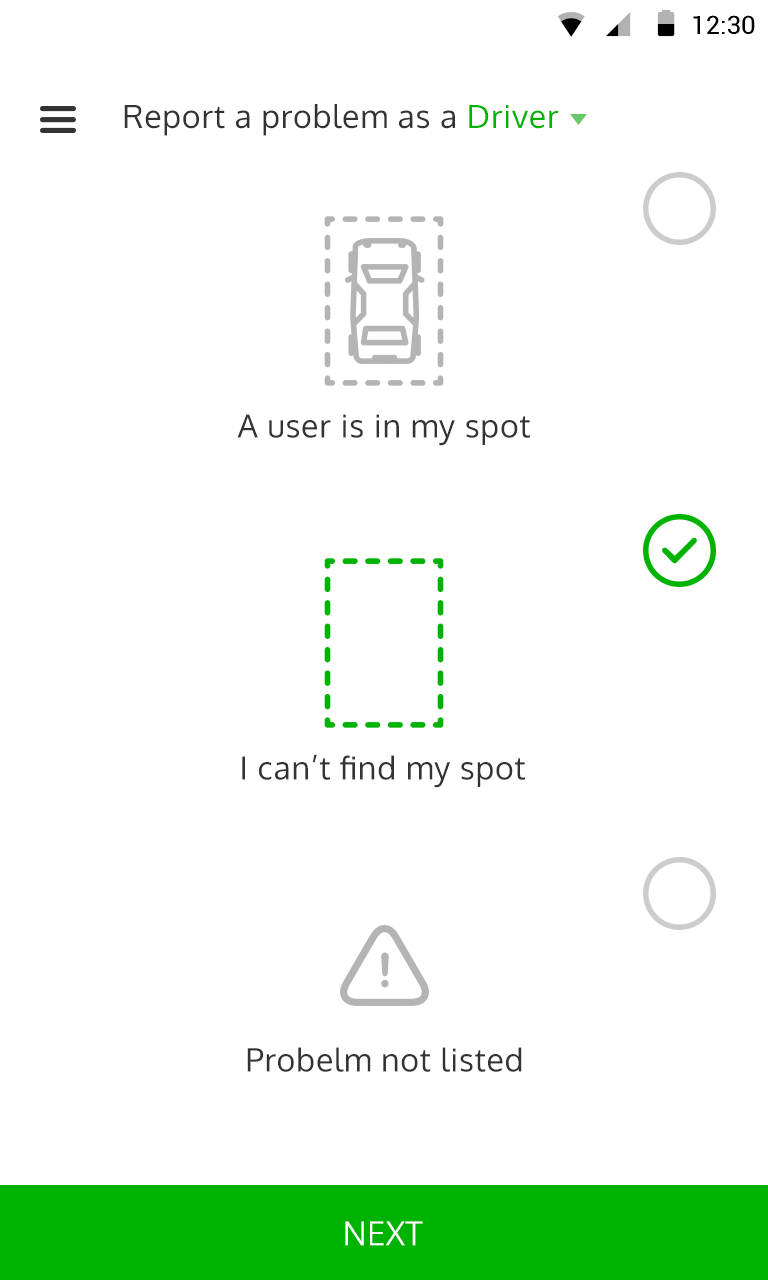 12:30
Report a problem as a Driver
A user is in my spot
I can’t find my spot
Probelm not listed
NEXT